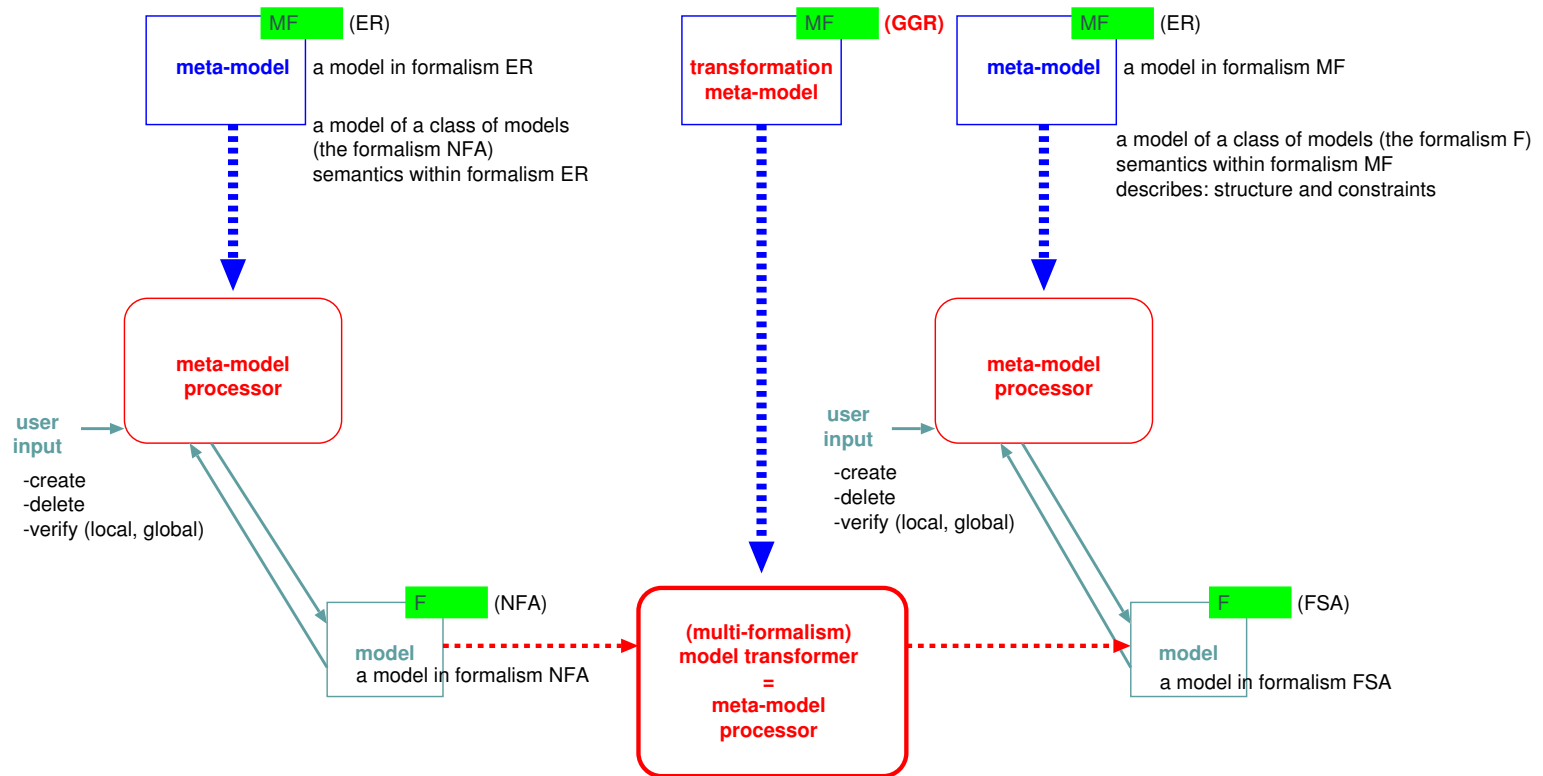 MF (ER)
meta-model
a model in formalism ER
a model of a class of models
(the formalism NFA)
semantics within formalism ER
MF (GGR)
transformation
meta-model
MF (ER)
meta-model
a model in formalism MF
a model of a class of models (the formalism F)
semantics within formalism MF
describes: structure and constraints
meta-model
processor
user
input
-create
-delete
-verify (local, global)
meta-model
processor
user
input
-create
-delete
-verify (local, global)
F (NFA)
model
a model in formalism NFA
(multi-formalism)
model transformer
=
meta-model
processor
F (FSA)
model
a model in formalism FSA